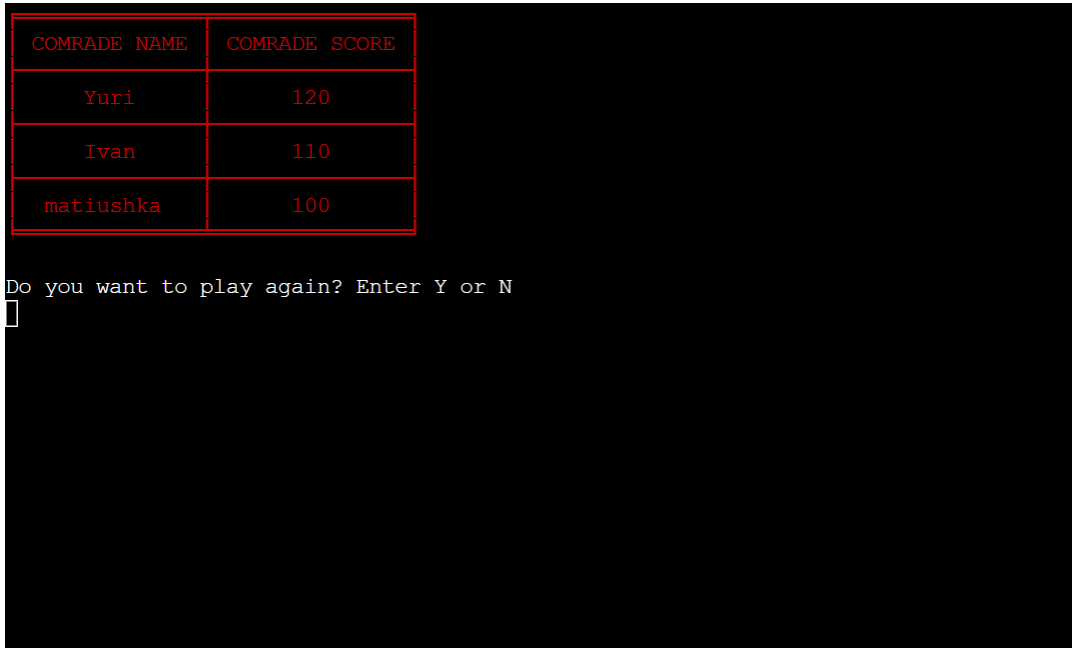 COMRADE NAME COMRADE SCORE
Yuri 120
Ivan 110
matiushka 100
Do you want to play again? Enter Y or N